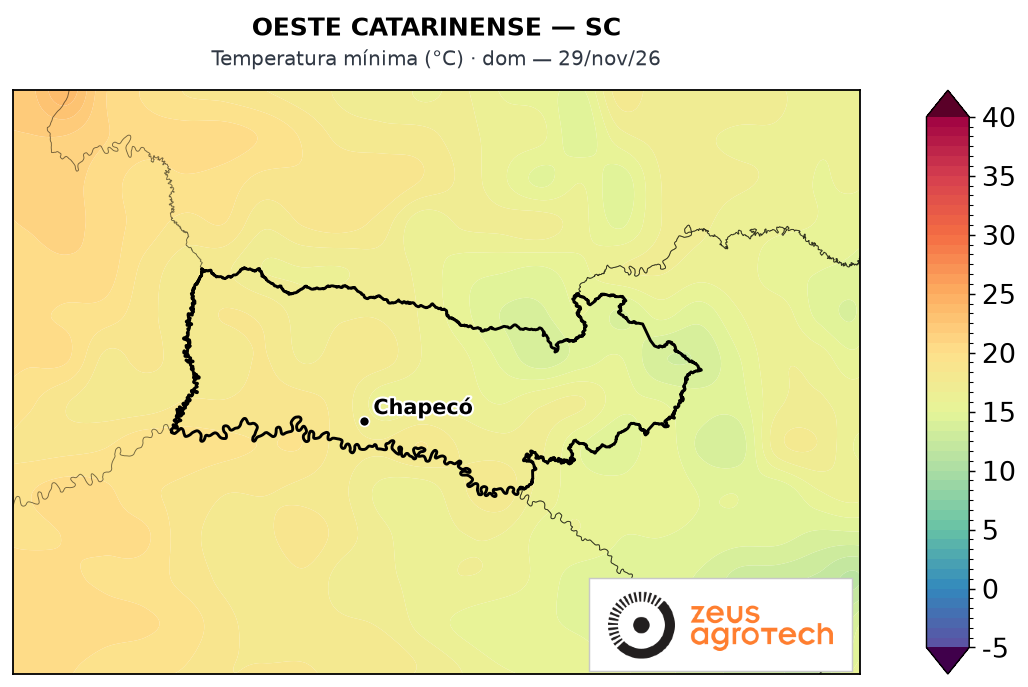 OESTE CATARINENSE — SC
Temperatura mínima (°C) · dom — 29/nov/26
40
35
30
25
20
15
10
5
0
-5
Chapecó
zeus
agrotech